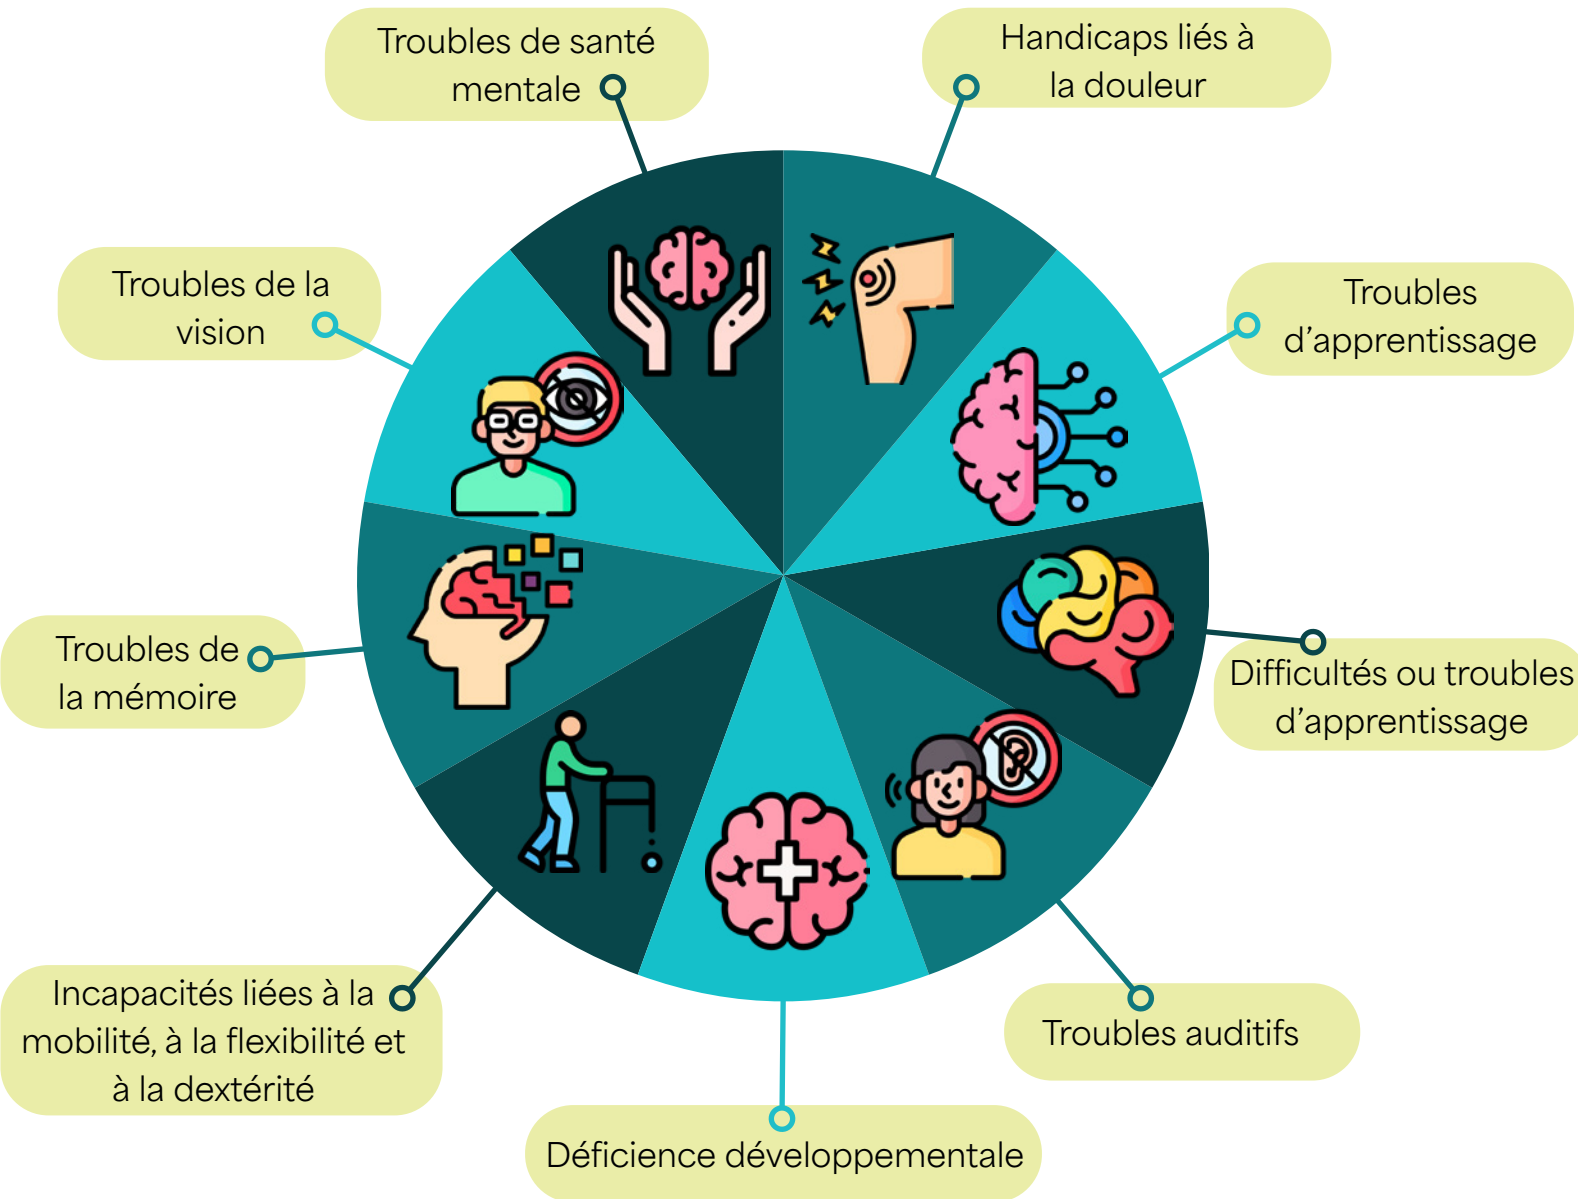 Troubles de santé
mentale
Handicaps liés à
la douleur
Troubles de la
vision
Troubles
d’apprentissage
Troubles de
la mémoire
Difficultés ou troubles
d’apprentissage
Incapacités liées à la
mobilité, à la flexibilité et
à la dextérité
Troubles auditifs
Déficience développementale